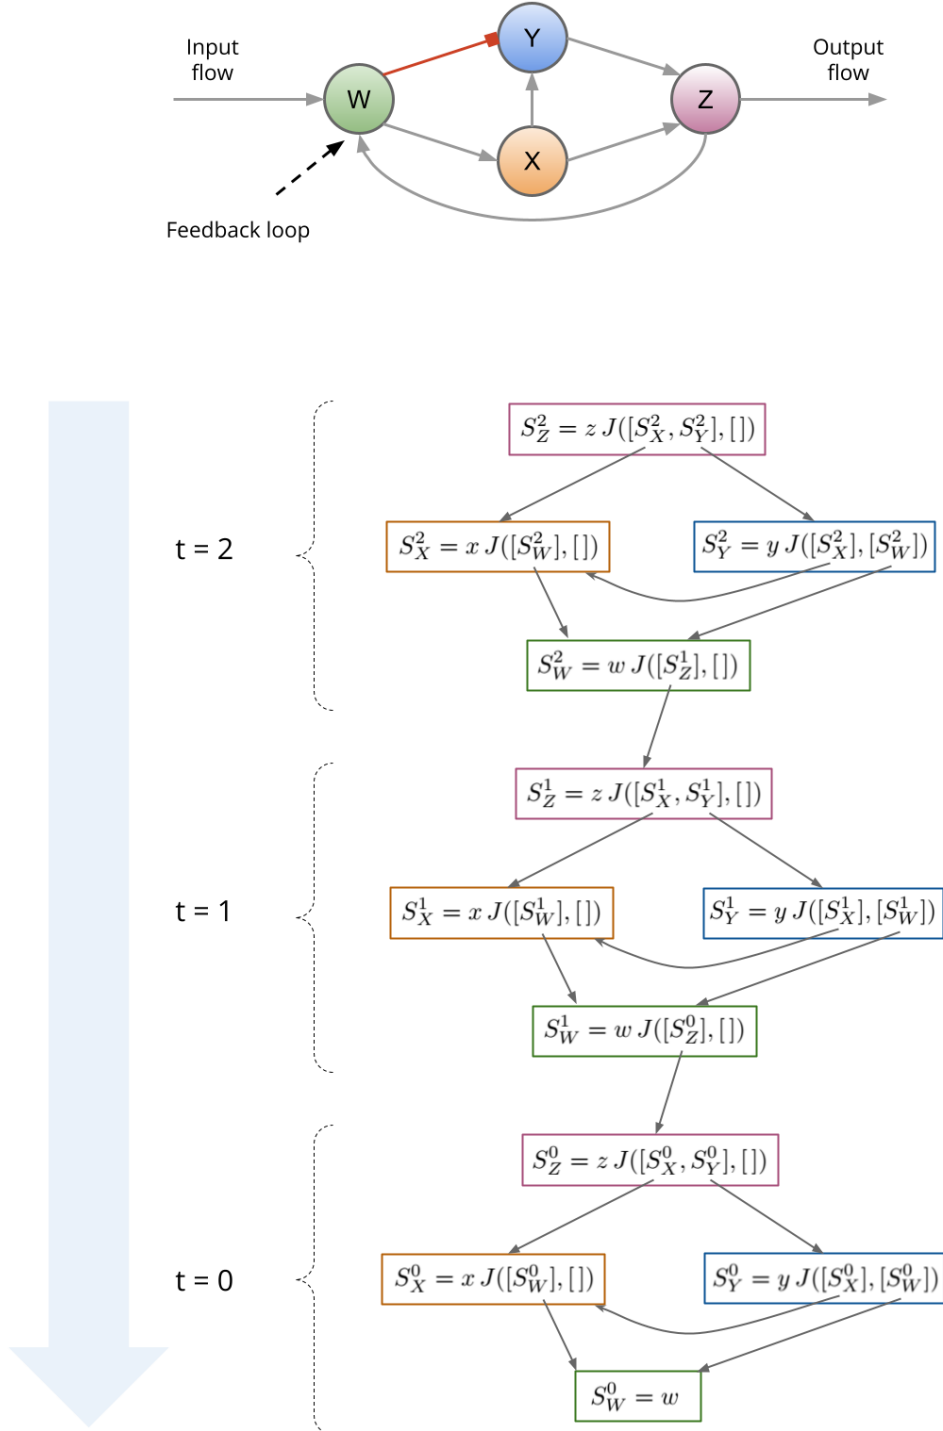 Input
flow
Output
flow
Y
W
Z
X
Feedback loop
$S_Z^2 = z\,J([S_X^2, S_Y^2], [\,])$
t = 2
$S_X^2 = x\,J([S_W^2], [\,])$
$S_Y^2 = y\,J([S_X^2], [S_W^2])$
$S_W^2 = w\,J([S_Z^1], [\,])$
$S_Z^1 = z\,J([S_X^1, S_Y^1], [\,])$
t = 1
$S_X^1 = x\,J([S_W^1], [\,])$
$S_Y^1 = y\,J([S_X^1], [S_W^1])$
$S_W^1 = w\,J([S_Z^0], [\,])$
$S_Z^0 = z\,J([S_X^0, S_Y^0], [\,])$
t = 0
$S_X^0 = x\,J([S_W^0], [\,])$
$S_Y^0 = y\,J([S_X^0], [S_W^0])$
$S_W^0 = w$